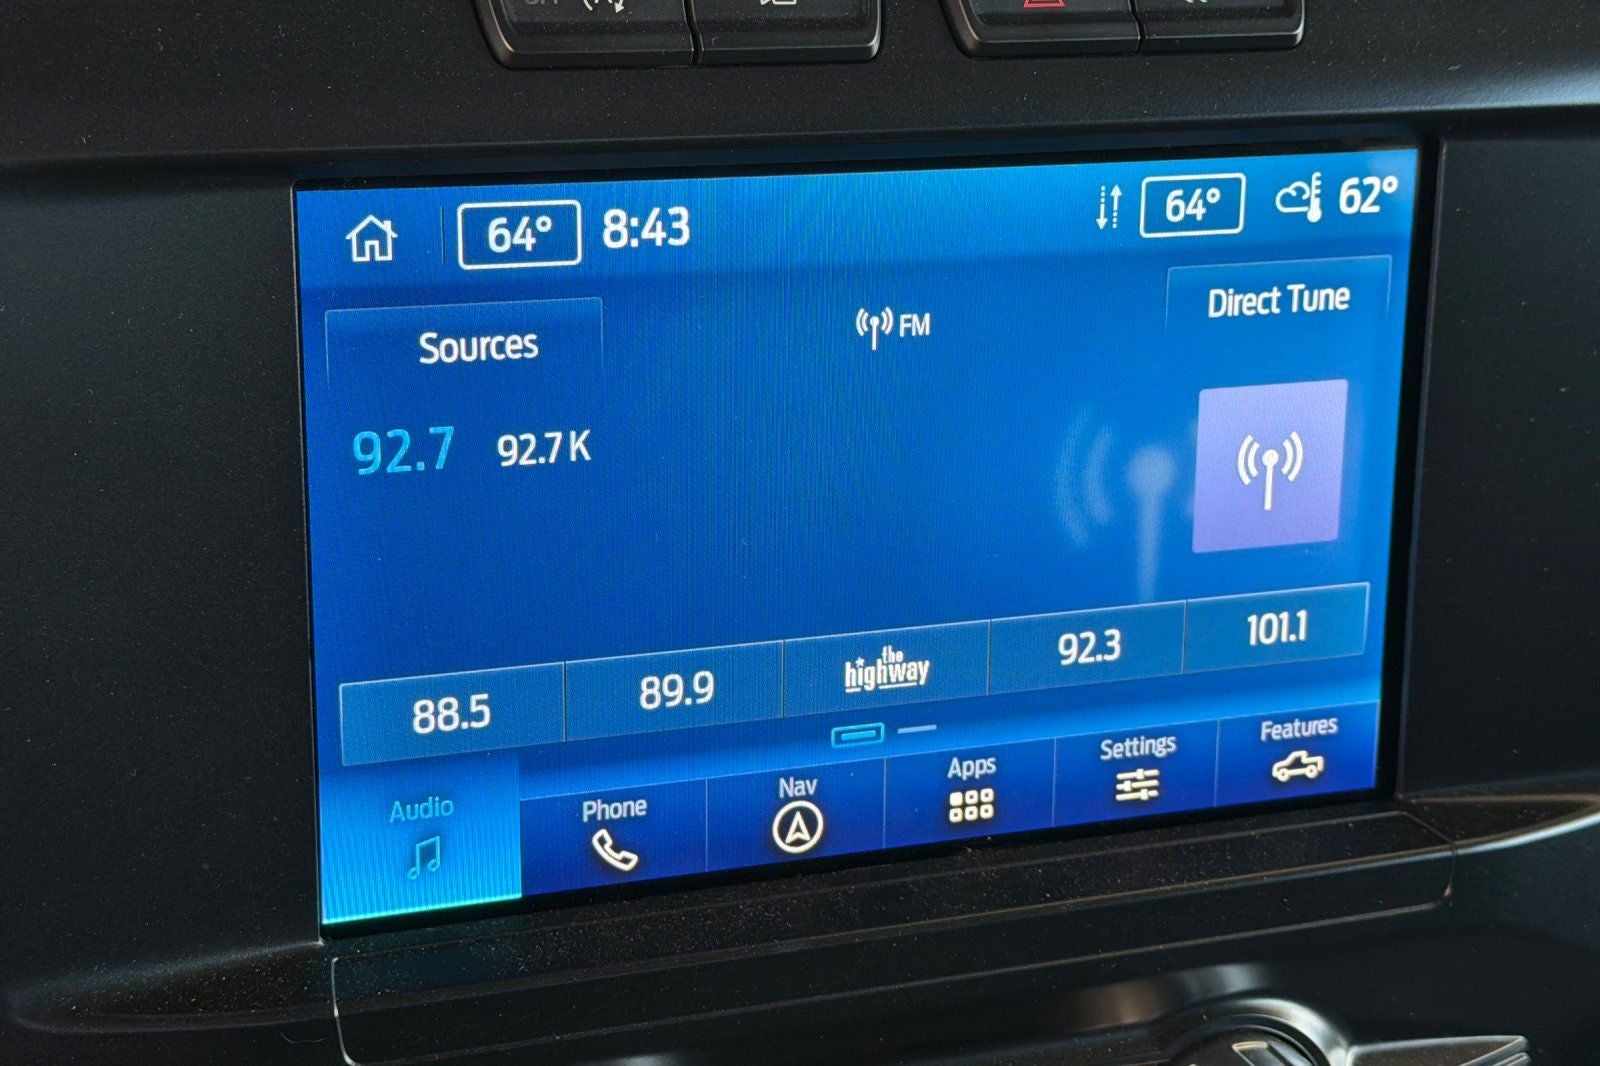 64° 8:43 64° 62°
Sources FM Direct Tune
92.7 92.7 K
88.5 89.9 the highway 92.3 101.1
Audio Phone Nav Apps Settings Features